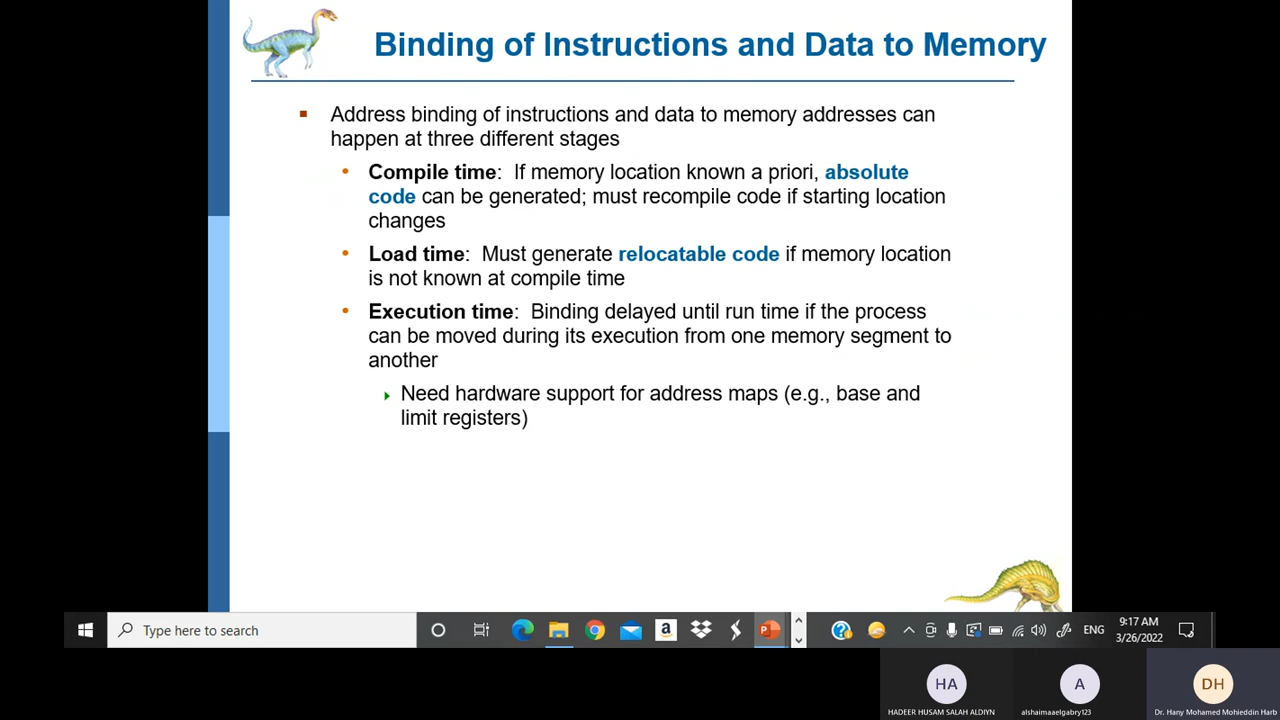 Binding of Instructions and Data to Memory
Address binding of instructions and data to memory addresses can
happen at three different stages
Compile time: If memory location known a priori, absolute
code can be generated; must recompile code if starting location
changes
Load time: Must generate relocatable code if memory location
is not known at compile time
Execution time: Binding delayed until run time if the process
can be moved during its execution from one memory segment to
another
Need hardware support for address maps (e.g., base and
limit registers)
Type here to search
ENG
9:17 AM
3/26/2022
HA
A
DH
HADEER HUSAM SALAH ALDIYN
alshaimaaelgabry123
Dr. Hany Mohamed Mohieddin Harb